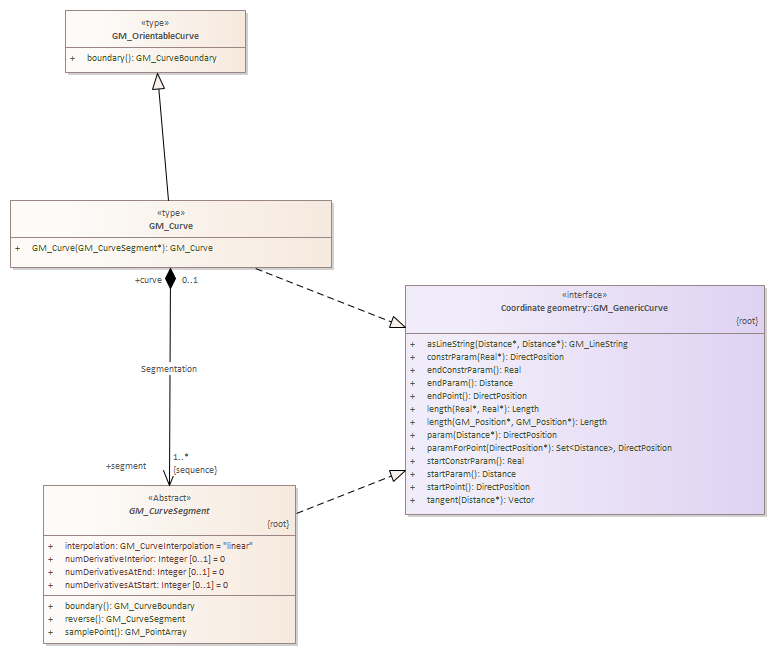 «type»
GM_OrientableCurve
+ boundary(): GM_CurveBoundary
«type»
GM_Curve
+ GM_Curve(GM_CurveSegment*): GM_Curve
+curve
0..1
Segmentation
+segment
1..*
{sequence}
«interface»
Coordinate geometry::GM_GenericCurve
{root}
+ asLineString(Distance*, Distance*): GM_LineString
+ constrParam(Real*): DirectPosition
+ endConstrParam(): Real
+ endParam(): Distance
+ endPoint(): DirectPosition
+ length(Real*, Real*): Length
+ length(GM_Position*, GM_Position*): Length
+ param(Distance*): DirectPosition
+ paramForPoint(DirectPosition*): Set<Distance>, DirectPosition
+ startConstrParam(): Real
+ startParam(): Distance
+ startPoint(): DirectPosition
+ tangent(Distance*): Vector
«Abstract»
GM_CurveSegment
{root}
+ interpolation: GM_CurveInterpolation = "linear"
+ numDerivativeInterior: Integer [0..1] = 0
+ numDerivativesAtEnd: Integer [0..1] = 0
+ numDerivativesAtStart: Integer [0..1] = 0
+ boundary(): GM_CurveBoundary
+ reverse(): GM_CurveSegment
+ samplePoint(): GM_PointArray